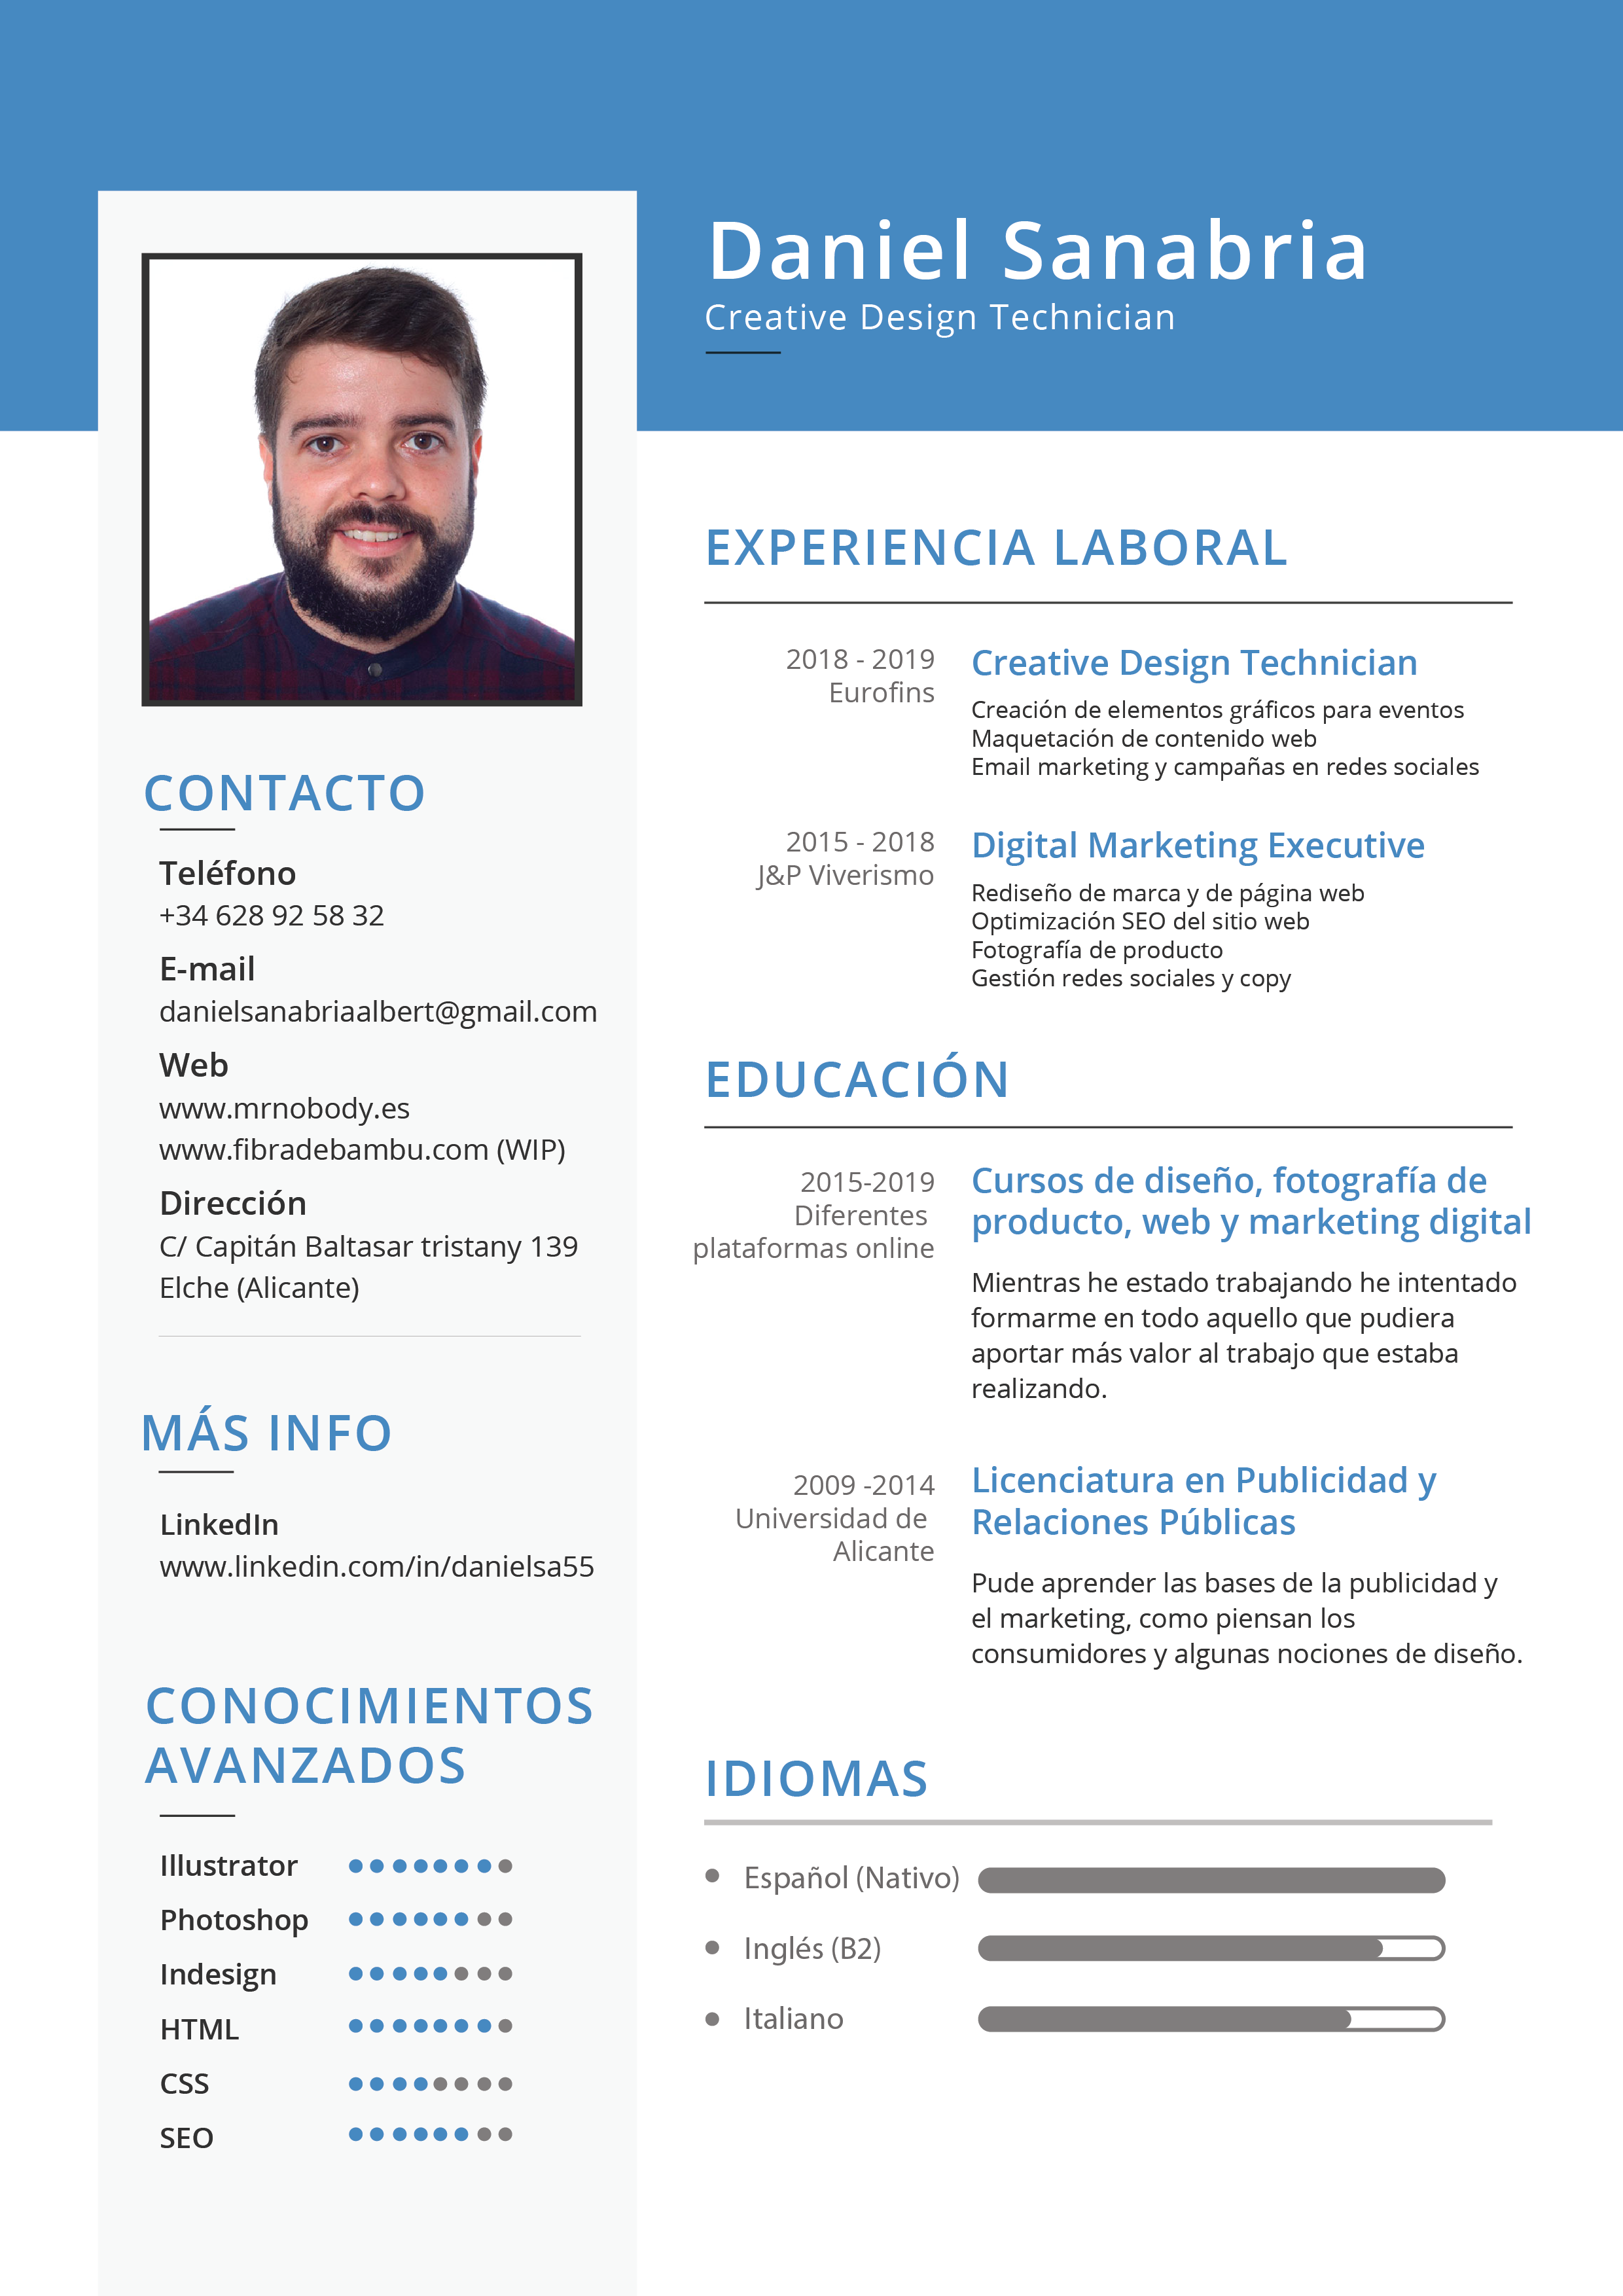 Daniel Sanabria
Creative Design Technician
CONTACTO
Teléfono
+34 628 92 58 32
E-mail
danielsanabriaalbert@gmail.com
Web
www.mrnobody.es
www.fibradebambu.com (WIP)
Dirección
C/ Capitán Baltasar tristany 139
Elche (Alicante)
MÁS INFO
LinkedIn
www.linkedin.com/in/danielsa55
CONOCIMIENTOS
AVANZADOS
Illustrator
Photoshop
Indesign
HTML
CSS
SEO
EXPERIENCIA LABORAL
2018 - 2019
Eurofins
Creative Design Technician
Creación de elementos gráficos para eventos
Maquetación de contenido web
Email marketing y campañas en redes sociales
2015 - 2018
J&P Viverismo
Digital Marketing Executive
Rediseño de marca y de página web
Optimización SEO del sitio web
Fotografía de producto
Gestión redes sociales y copy
EDUCACIÓN
2015-2019
Diferentes
plataformas online
Cursos de diseño, fotografía de
producto, web y marketing digital
Mientras he estado trabajando he intentado
formarme en todo aquello que pudiera
aportar más valor al trabajo que estaba
realizando.
2009 -2014
Universidad de
Alicante
Licenciatura en Publicidad y
Relaciones Públicas
Pude aprender las bases de la publicidad y
el marketing, como piensan los
consumidores y algunas nociones de diseño.
IDIOMAS
Español (Nativo)
Inglés (B2)
Italiano